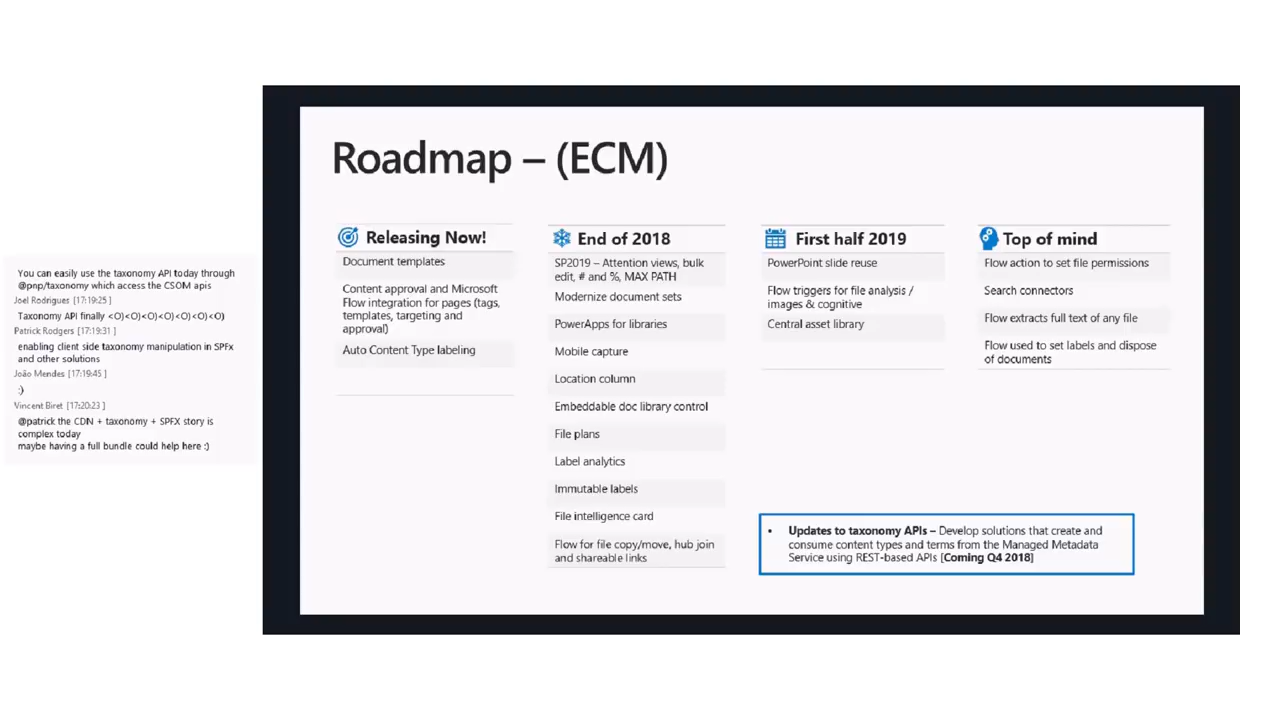 You can easily use the taxonomy API today through
@pnp/taxonomy which access the CSOM apis
Joel Rodrigues [17:19:25 ]
Taxonomy API finally <O)<O)<O)<O)<O)<O)<O)
Patrick Rodgers [17:19:31 ]
enabling client side taxonomy manipulation in SPFx
and other solutions
João Mendes [17:19:45 ]
:)
Vincent Biret [17:20:23 ]
@patrick the CDN + taxonomy + SPFX story is
complex today
maybe having a full bundle could help here :)
Roadmap – (ECM)
Releasing Now!
Document templates
Content approval and Microsoft
Flow integration for pages (tags,
templates, targeting and
approval)
Auto Content Type labeling
End of 2018
SP2019 – Attention views, bulk
edit, # and %, MAX PATH
Modernize document sets
PowerApps for libraries
Mobile capture
Location column
Embeddable doc library control
File plans
Label analytics
Immutable labels
File intelligence card
Flow for file copy/move, hub join
and shareable links
First half 2019
PowerPoint slide reuse
Flow triggers for file analysis /
images & cognitive
Central asset library
Top of mind
Flow action to set file permissions
Search connectors
Flow extracts full text of any file
Flow used to set labels and dispose
of documents
• Updates to taxonomy APIs – Develop solutions that create and
consume content types and terms from the Managed Metadata
Service using REST-based APIs [Coming Q4 2018]